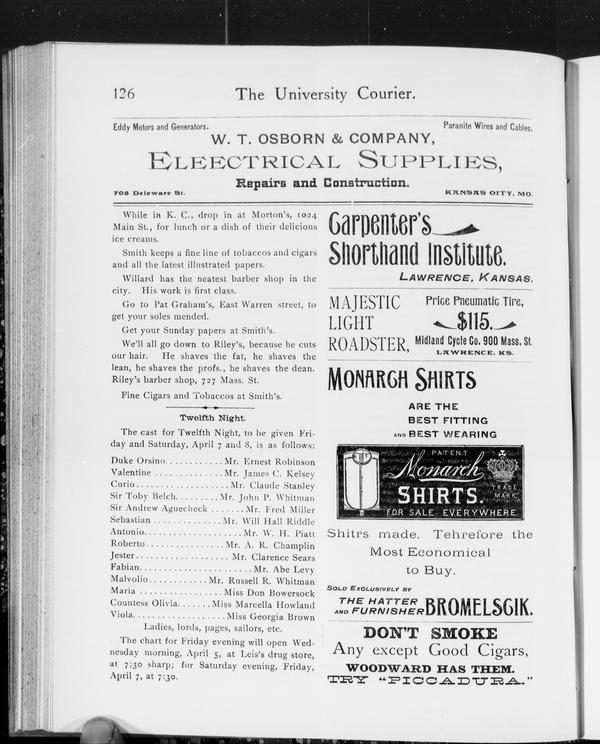 126 The University Courier.
Eddy Motors and Generators. Paranite Wires and Cables.
W. T. OSBORN & COMPANY,
ELEECTRICAL SUPPLIES,
Repairs and Construction.
705 Deleware St. KANSAS OITY, MO.
While in K. C., drop in at Morton's, 1024
Main St., for lunch or a dish of their delicious
ice creams.
Smith keeps a fine line of tobaccos and cigars
and all the latest illustrated papers.
Willard has the neatest barber shop in the
city. His work is first class.
Go to Pat Graham's, East Warren street, to
get your soles mended.
Get your Sunday papers at Smith's.
We'll all go down to Riley's, because he cuts
our hair. He shaves the fat, he shaves the
lean, he shaves the profs., he shaves the dean.
Riley's barber shop, 727 Mass. St.
Fine Cigars and Tobaccos at Smith's.
Twelfth Night.
The cast for Twelfth Night, to be given Fri-
day and Saturday, April 7 and 8, is as follows:
Duke Orsino............Mr. Ernest Robinson
Valentine ..............Mr. James C. Kelsey
Curio...................Mr. Claude Stanley
Sir Toby Belch........Mr. John P. Whitman
Sir Andrew Aguecheek .......Mr. Fred Miller
Sebastian ..............Mr. Will Hall Riddle
Antonio....................Mr. W. H. Piatt
Roberto................Mr. A. R. Champlin
Jester...................Mr. Clarence Sears
Fabian.......................Mr. Abe Levy
Malvolio............Mr. Russell R. Whitman
Maria .................Miss Don Bowersock
Countess Olivia.......Miss Marcella Howland
Viola...................Miss Georgia Brown
Ladies, lords, pages, sailors, etc.
The chart for Friday evening will open Wed-
nesday morning, April 5, at Leis's drug store,
at 7:30 sharp; for Saturday evening, Friday,
April 7, at 7:30.
Carpenter's
Shorthand Institute.
LAWRENCE, KANSAS.
MAJESTIC
LIGHT
ROADSTER,
Price Pneumatic Tire,
$115.
Midland Cycle Co. 900 Mass. St.
LAWRENCE, KS.
MONARGH SHIRTS
ARE THE
BEST FITTING
AND BEST WEARING
PATENT
Monarch
SHIRTS.
TRADE
MARK
FOR SALE EVERYWHERE.
Shitrs made. Tehrefore the
Most Economical
to Buy.
SOLD EXCLUSIVELY BY
THE HATTER
AND FURNISHER BROMELSGIK.
DON'T SMOKE
Any except Good Cigars,
WOODWARD HAS THEM.
TRY "PICCADURA."